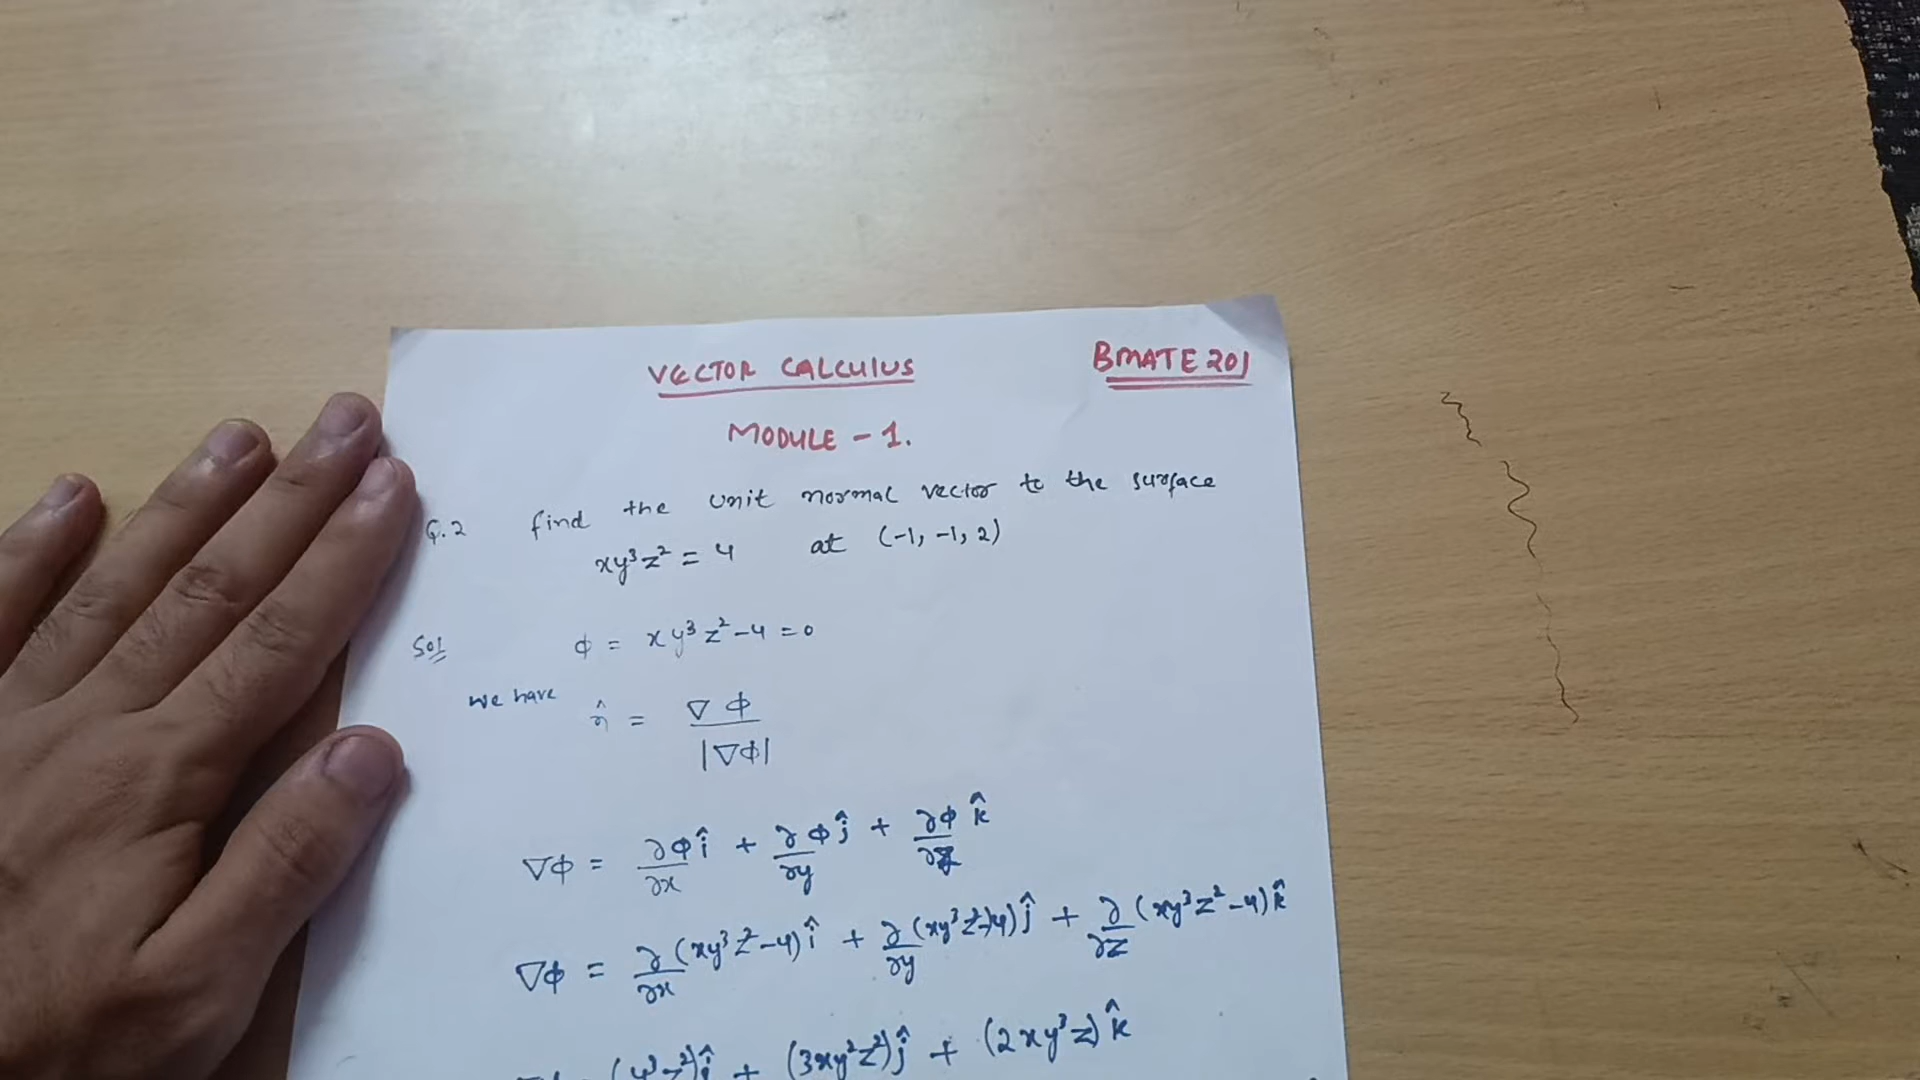 VECTOR CALCULUS BMATE201
MODULE - 1.
Q.2 find the unit normal vector to the surface
xy³z² = 4 at (-1, -1, 2)
Sol ϕ = xy³z² - 4 = 0
we have n̂ = ∇ϕ / |∇ϕ|
∇ϕ = ∂ϕ/∂x î + ∂ϕ/∂y ĵ + ∂ϕ/∂z k̂
∇ϕ = ∂/∂x (xy³z² - 4) î + ∂/∂y (xy³z² - 4) ĵ + ∂/∂z (xy³z² - 4) k̂
(y³z²) î + (3xy²z²) ĵ + (2xy³z) k̂